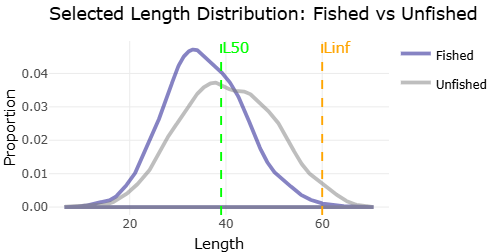 Selected Length Distribution: Fished vs Unfished
L50
Linf
Fished
Unfished
0.04
0.03
0.02
0.01
0.00
Proportion
20
40
60
Length